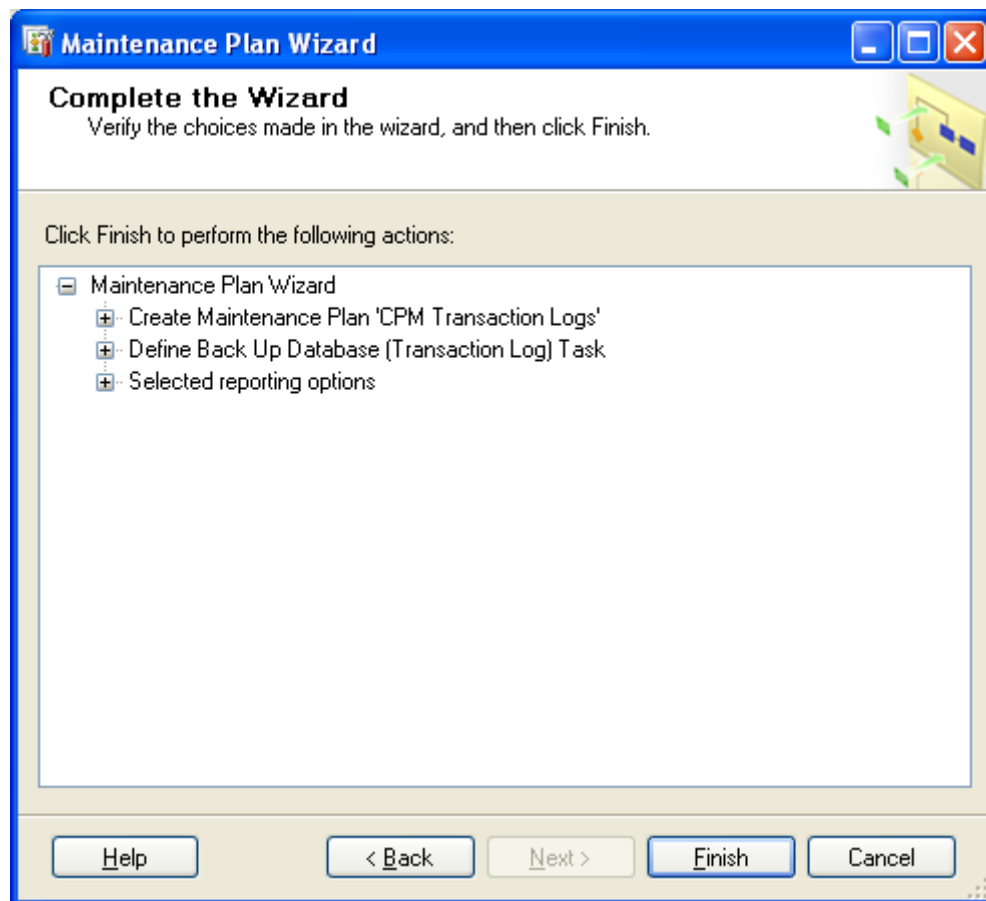 Maintenance Plan Wizard
Complete the Wizard
Verify the choices made in the wizard, and then click Finish.
Click Finish to perform the following actions:
Maintenance Plan Wizard
Create Maintenance Plan 'CPM Transaction Logs'
Define Back Up Database (Transaction Log) Task
Selected reporting options
Help < Back Next > Finish Cancel